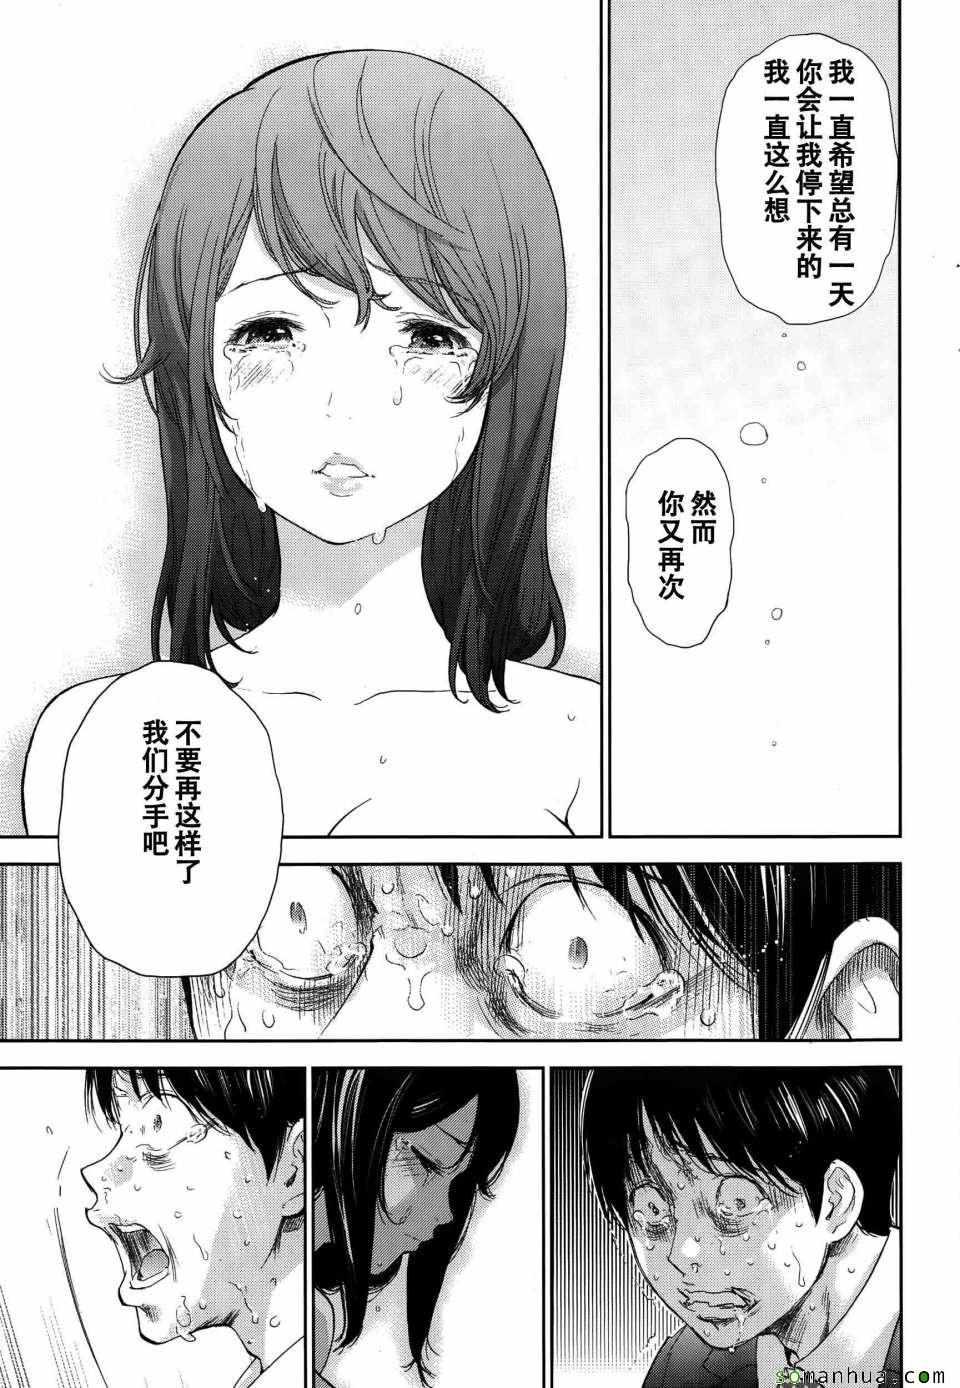 我一直希望总有一天
你会让我停下来的
我一直这么想
然而
你又再次
不要再这样了
我们分手吧
somanhua.com